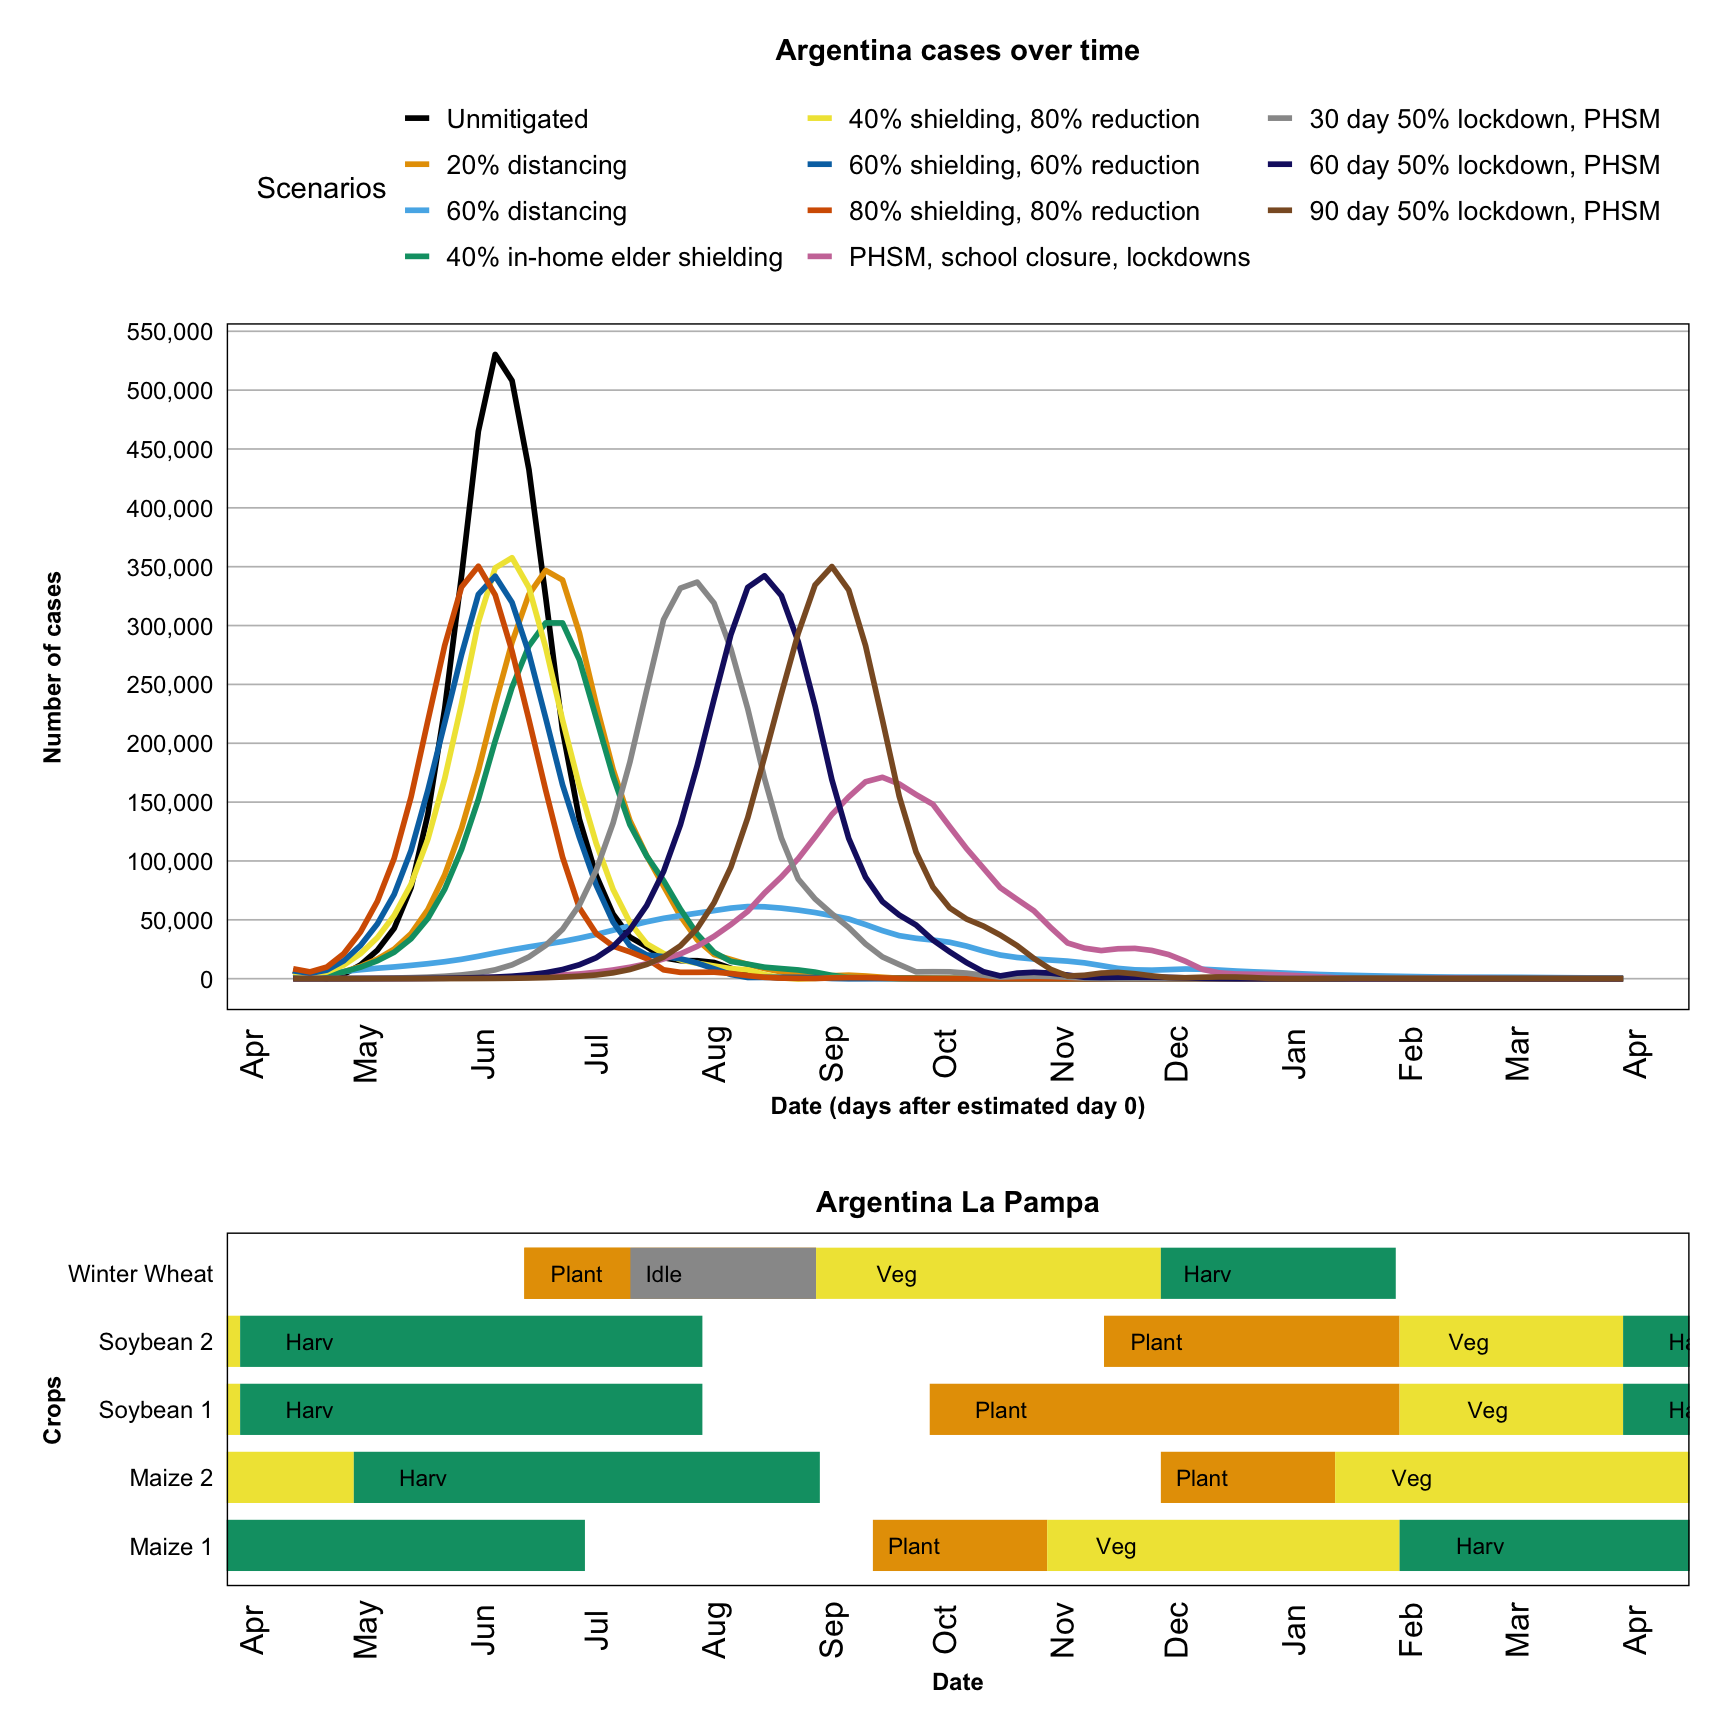 Argentina cases over time
Scenarios
Unmitigated
20% distancing
60% distancing
40% in-home elder shielding
40% shielding, 80% reduction
60% shielding, 60% reduction
80% shielding, 80% reduction
PHSM, school closure, lockdowns
30 day 50% lockdown, PHSM
60 day 50% lockdown, PHSM
90 day 50% lockdown, PHSM
Number of cases
550,000
500,000
450,000
400,000
350,000
300,000
250,000
200,000
150,000
100,000
50,000
0
Apr
May
Jun
Jul
Aug
Sep
Oct
Nov
Dec
Jan
Feb
Mar
Apr
Date (days after estimated day 0)
Argentina La Pampa
Crops
Winter Wheat
Plant
Idle
Veg
Harv
Soybean 2
Harv
Plant
Veg
Ha
Soybean 1
Harv
Plant
Veg
Ha
Maize 2
Harv
Plant
Veg
Maize 1
Plant
Veg
Harv
Apr
May
Jun
Jul
Aug
Sep
Oct
Nov
Dec
Jan
Feb
Mar
Apr
Date